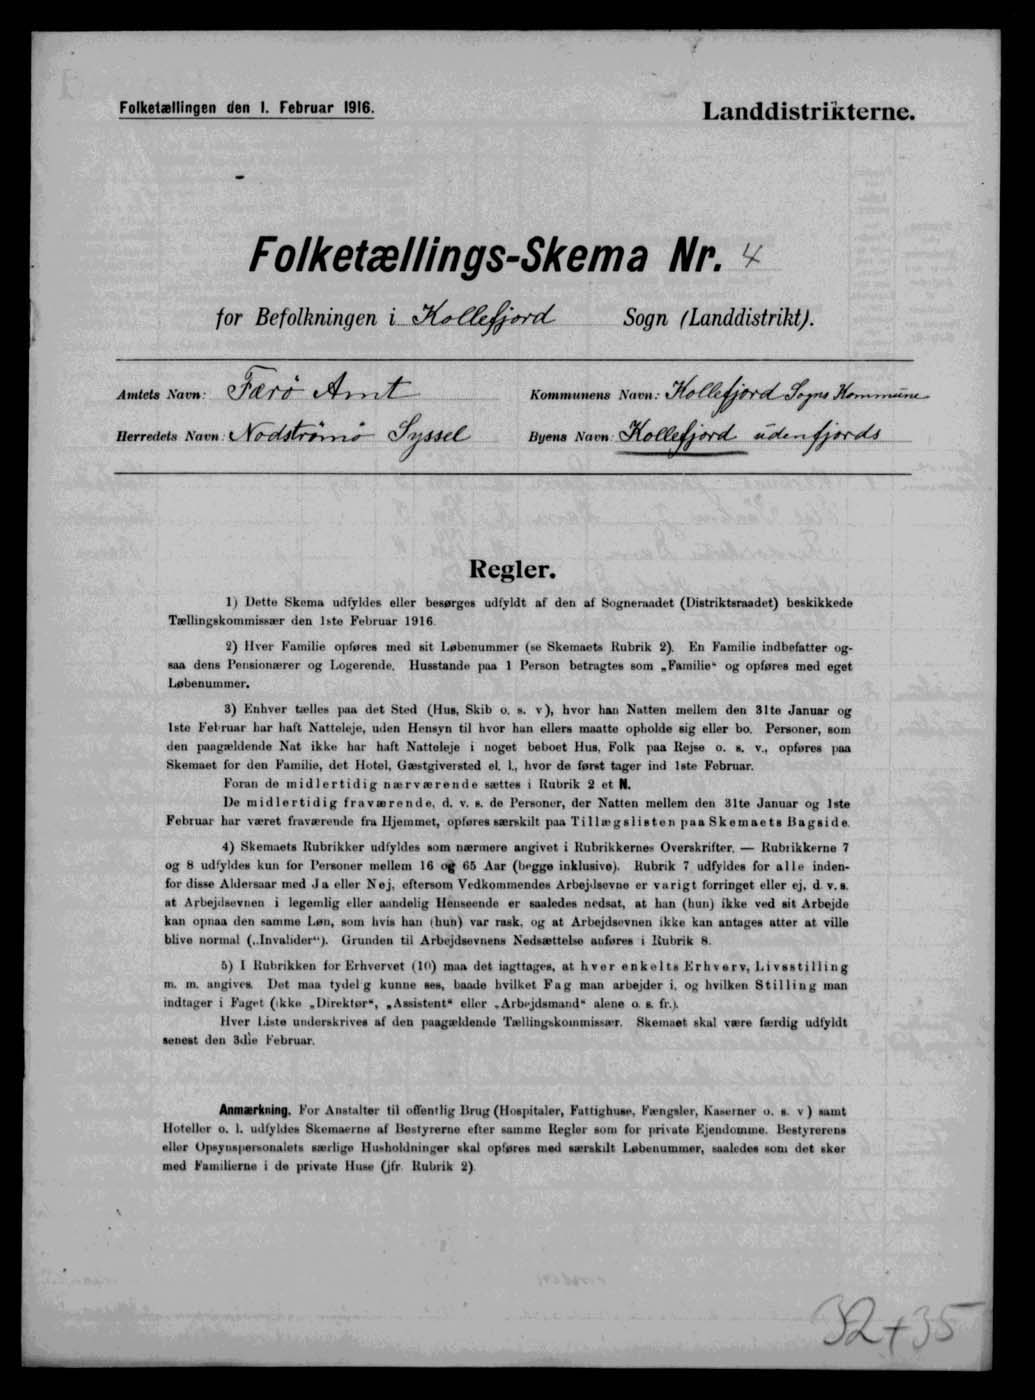 Folketællingen den 1. Februar 1916.
Landdistrikterne.
Folketællings-Skema Nr. 4
for Befolkningen i Kollefjord Sogn (Landdistrikt).
Amtets Navn: Færø Amt
Kommunens Navn: Kollefjord Sogns Kommune
Herredets Navn: Nodströmö Syssel
Byens Navn: Kollefjord udenfjords
Regler.
1) Dette Skema udfyldes eller besørges udfyldt af den af Sogneraadet (Distriktsraadet) beskikkede
Tællingskommissær den 1ste Februar 1916.
2) Hver Familie opføres med sit Løbenummer (se Skemaets Rubrik 2). En Familie indbefatter og-
saa dens Pensionærer og Logerende. Husstande paa 1 Person betragtes som „Familie“ og opføres med eget
Løbenummer.
3) Enhver tælles paa det Sted (Hus, Skib o. s. v), hvor han Natten mellem den 31te Januar og
1ste Februar har haft Natteleje, uden Hensyn til hvor han ellers maatte opholde sig eller bo. Personer, som
den paagældende Nat ikke har haft Natteleje i noget beboet Hus, Folk paa Rejse o. s. v., opføres paa
Skemaet for den Familie, det Hotel, Gæstgiversted el. l., hvor de først tager ind 1ste Februar.
Foran de midlertidig nærværende sættes i Rubrik 2 et N.
De midlertidig fraværende, d. v. s. de Personer, der Natten mellem den 31te Januar og 1ste
Februar har været fraværende fra Hjemmet, opføres særskilt paa Tillægslisten paa Skemaets Bagside.
4) Skemaets Rubrikker udfyldes som nærmere angivet i Rubrikkernes Overskrifter. — Rubrikkerne 7
og 8 udfyldes kun for Personer mellem 16 og 65 Aar (begge inklusive). Rubrik 7 udfyldes for alle inden-
for disse Aldersaar med Ja eller Nej, eftersom Vedkommendes Arbejdsevne er varigt forringet eller ej, d. v. s.
at Arbejdsevnen i legemlig eller aandelig Henseende er saaledes nedsat, at han (hun) ikke ved sit Arbejde
kan opnaa den samme Løn, som hvis han (hun) var rask, og at Arbejdsevnen ikke kan antages atter at ville
blive normal („Invalider“). Grunden til Arbejdsevnens Nedsættelse anføres i Rubrik 8.
5) I Rubrikken for Erhvervet (10) maa det iagttages, at hver enkelts Erhverv, Livsstilling
m. m. angives. Det maa tydelig kunne ses, baade hvilket Fag man arbejder i, og hvilken Stilling man
indtager i Faget (ikke „Direktør“, „Assistent“ eller „Arbejdsmand“ alene o. s. fr.).
Hver Liste underskrives af den paagældende Tællingskommissær. Skemaet skal være færdig udfyldt
senest den 3die Februar.
Anmærkning. For Anstalter til offentlig Brug (Hospitaler, Fattighuse, Fængsler, Kaserner o. s. v) samt
Hoteller o. l. udfyldes Skemaerne af Bestyrerne efter samme Regler som for private Ejendomme. Bestyrerens
eller Opsynspersonalets særlige Husholdninger skal opføres med særskilt Løbenummer, saaledes som det sker
med Familierne i de private Huse (jfr. Rubrik 2).
32+35